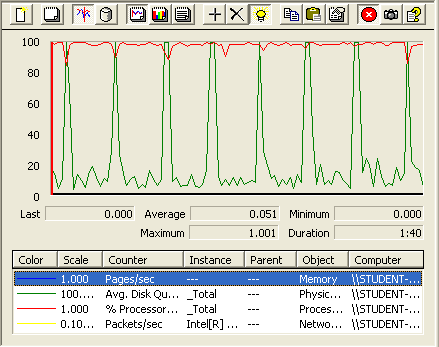 100
80
60
40
20
0
Last 0.000 Average 0.051 Minimum 0.000
Maximum 1.001 Duration 1:40
Color Scale Counter Instance Parent Object Computer
1.000 Pages/sec --- --- Memory \\STUDENT-...
100.... Avg. Disk Qu... _Total --- Physic... \\STUDENT-...
1.000 % Processor... _Total --- Proces... \\STUDENT-...
0.10... Packets/sec Intel[R] ... --- Netwo... \\STUDENT-...